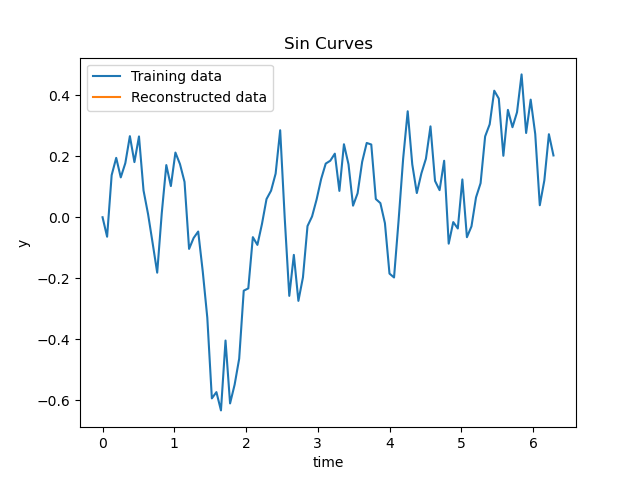 Sin Curves
Training data
Reconstructed data
0.4
0.2
0.0
−0.2
−0.4
−0.6
y
0 1 2 3 4 5 6
time